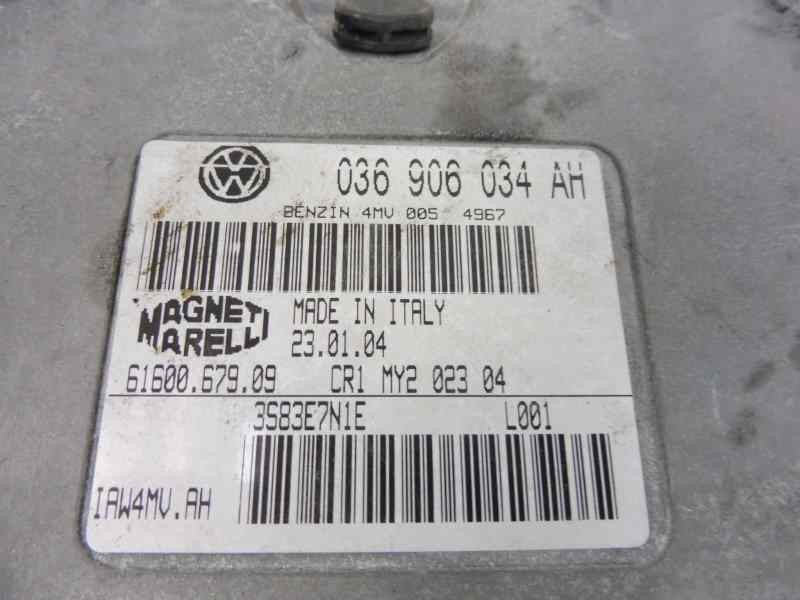 036 906 034 AH
BENZIN 4MV 005 4967
MAGNETI
MARELLI
MADE IN ITALY
23.01.04
61600.679.09 CR1 MY2 023 04
3S83E7N1E L001
IAW4MV.AH